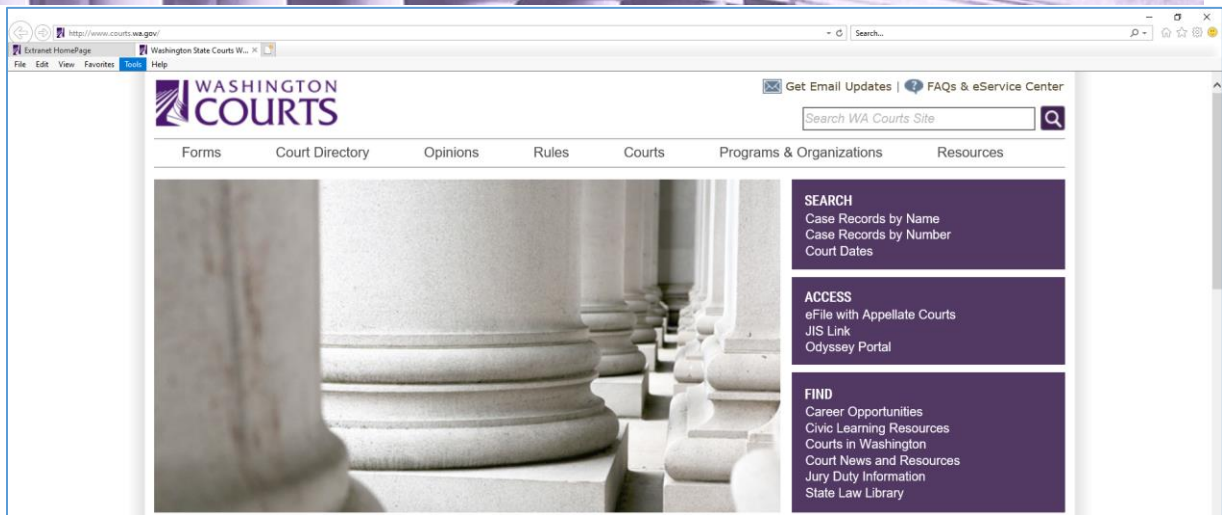 http://www.courts.wa.gov/
Search...
Extranet HomePage
Washington State Courts W...
File Edit View Favorites Tools Help
WASHINGTON
COURTS
Get Email Updates | FAQs & eService Center
Search WA Courts Site
Forms Court Directory Opinions Rules Courts Programs & Organizations Resources
SEARCH
Case Records by Name
Case Records by Number
Court Dates
ACCESS
eFile with Appellate Courts
JIS Link
Odyssey Portal
FIND
Career Opportunities
Civic Learning Resources
Courts in Washington
Court News and Resources
Jury Duty Information
State Law Library